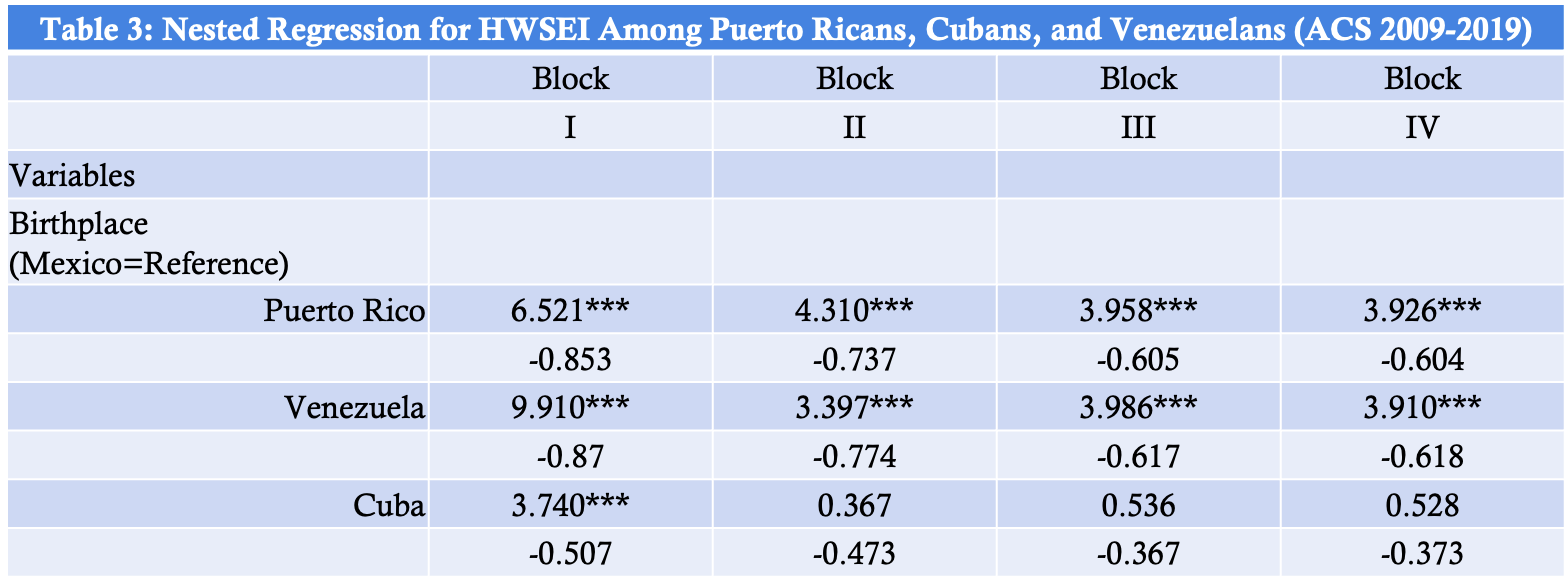 Table 3: Nested Regression for HWSEI Among Puerto Ricans, Cubans, and Venezuelans (ACS 2009-2019)
Block Block Block Block
I II III IV
Variables
Birthplace
(Mexico=Reference)
Puerto Rico 6.521*** 4.310*** 3.958*** 3.926***
-0.853 -0.737 -0.605 -0.604
Venezuela 9.910*** 3.397*** 3.986*** 3.910***
-0.87 -0.774 -0.617 -0.618
Cuba 3.740*** 0.367 0.536 0.528
-0.507 -0.473 -0.367 -0.373